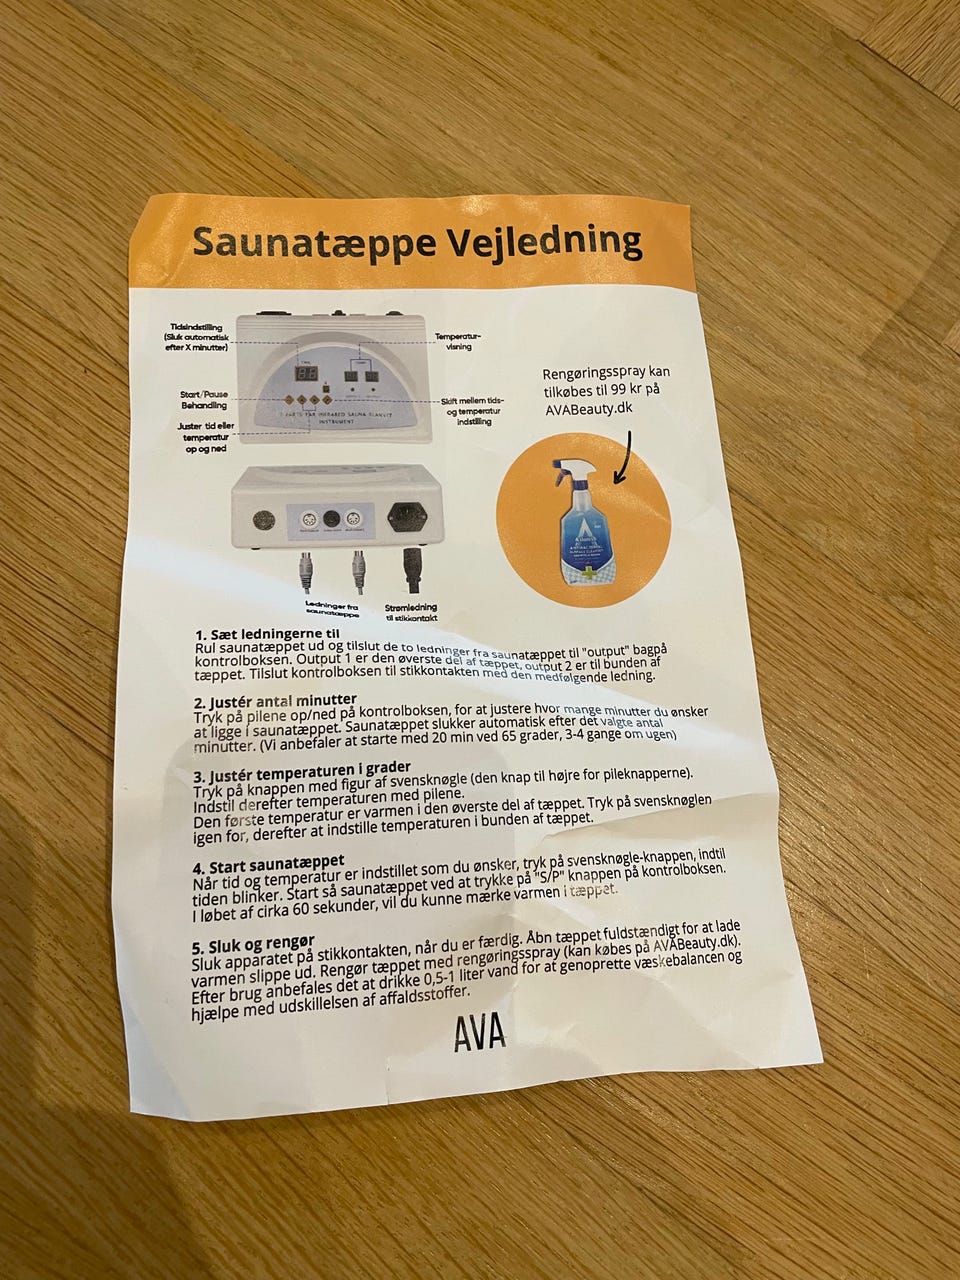 Saunatæppe Vejledning
Tidsindstilling
(Sluk automatisk
efter X minutter)
Temperatur-
visning
Start/Pause
Behandling
Skift mellem tids-
og temperatur
indstilling
Juster tid eller
temperatur
op og ned
INFRARED SAUNA BLANKET
INSTRUMENT
Rengøringsspray kan
tilkøbes til 99 kr på
AVABeauty.dk
Ledninger fra
saunatæppe
Strømledning
til stikkontakt
1. Sæt ledningerne til
Rul saunatæppet ud og tilslut de to ledninger fra saunatæppet til "output" bagpå
kontrolboksen. Output 1 er den øverste del af tæppet, output 2 er til bunden af
tæppet. Tilslut kontrolboksen til stikkontakten med den medfølgende ledning.
2. Justér antal minutter
Tryk på pilene op/ned på kontrolboksen, for at justere hvor mange minutter du ønsker
at ligge i saunatæppet. Saunatæppet slukker automatisk efter det valgte antal
minutter. (Vi anbefaler at starte med 20 min ved 65 grader, 3-4 gange om ugen)
3. Justér temperaturen i grader
Tryk på knappen med figur af svensknøgle (den knap til højre for pileknapperne).
Indstil derefter temperaturen med pilene.
Den første temperatur er varmen i den øverste del af tæppet. Tryk på svensknøglen
igen for, derefter at indstille temperaturen i bunden af tæppet.
4. Start saunatæppet
Når tid og temperatur er indstillet som du ønsker, tryk på svensknøgle-knappen, indtil
tiden blinker. Start så saunatæppet ved at trykke på "S/P" knappen på kontrolboksen.
I løbet af cirka 60 sekunder, vil du kunne mærke varmen i tæppet.
5. Sluk og rengør
Sluk apparatet på stikkontakten, når du er færdig. Åbn tæppet fuldstændigt for at lade
varmen slippe ud. Rengør tæppet med rengøringsspray (kan købes på AVABeauty.dk).
Efter brug anbefales det at drikke 0,5-1 liter vand for at genoprette væskebalancen og
hjælpe med udskillelsen af affaldsstoffer.
AVA